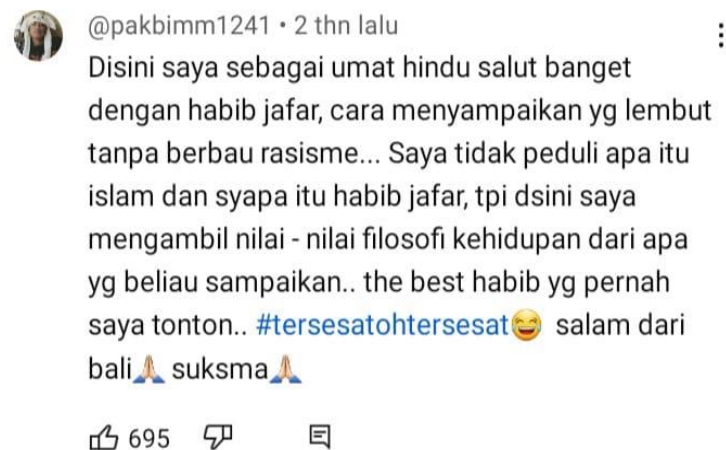 @pakbimm1241 • 2 thn lalu
Disini saya sebagai umat hindu salut banget
dengan habib jafar, cara menyampaikan yg lembut
tanpa berbau rasisme... Saya tidak peduli apa itu
islam dan syapa itu habib jafar, tpi dsini saya
mengambil nilai - nilai filosofi kehidupan dari apa
yg beliau sampaikan.. the best habib yg pernah
saya tonton.. #tersesatohtersesat😂 salam dari
bali🙏 suksma🙏
695